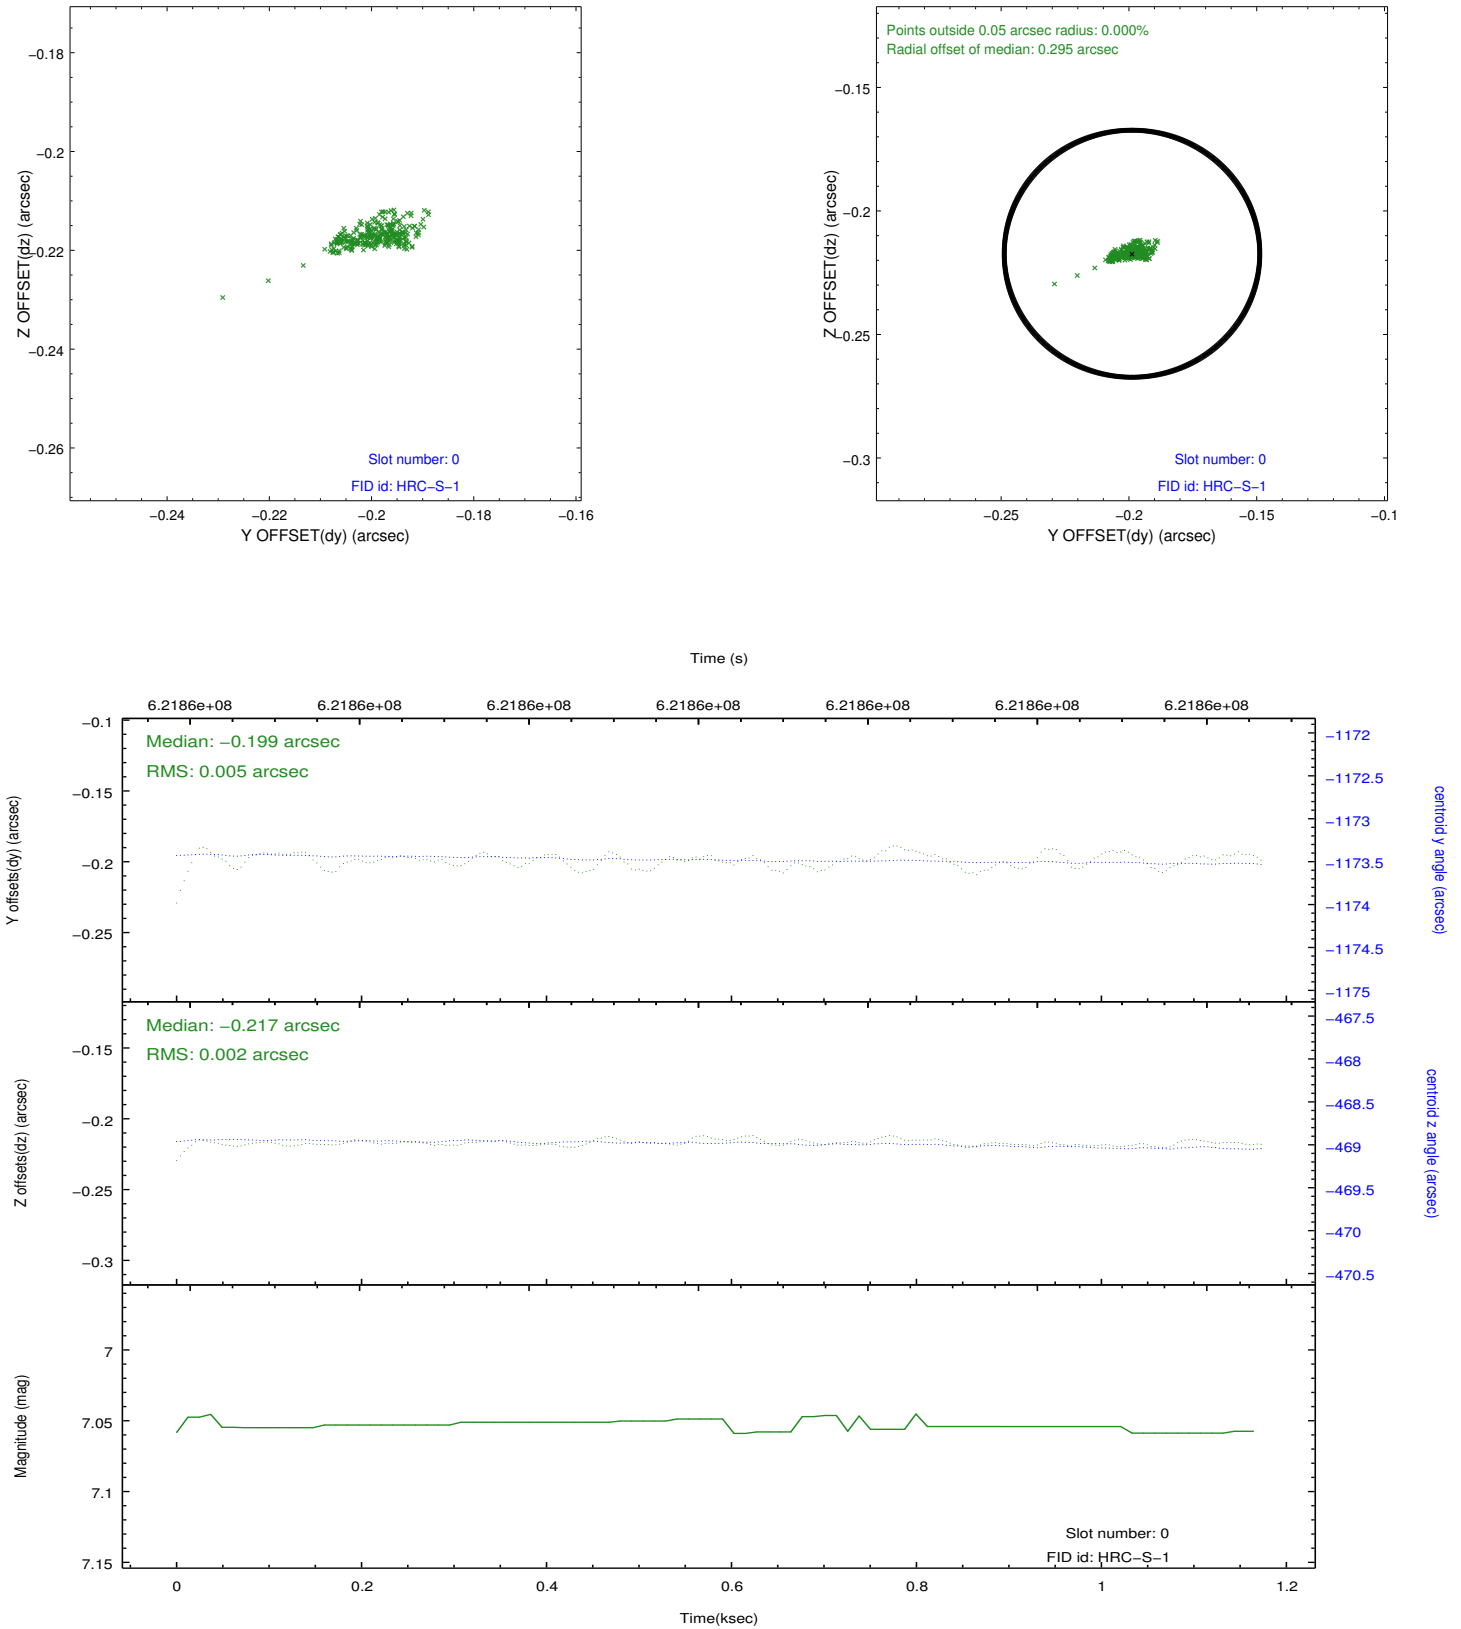 −0.18
−0.2
−0.22
−0.24
−0.26
Z OFFSET(dz) (arcsec)
Slot number: 0
FID id: HRC−S−1
−0.24 −0.22 −0.2 −0.18 −0.16
Y OFFSET(dy) (arcsec)
Points outside 0.05 arcsec radius: 0.000%
Radial offset of median: 0.295 arcsec
−0.15
−0.2
−0.25
−0.3
Z OFFSET(dz) (arcsec)
Slot number: 0
FID id: HRC−S−1
−0.25 −0.2 −0.15 −0.1
Y OFFSET(dy) (arcsec)
Time (s)
6.2186e+08 6.2186e+08 6.2186e+08 6.2186e+08 6.2186e+08 6.2186e+08 6.2186e+08
Median: −0.199 arcsec
RMS: 0.005 arcsec
−0.1
−0.15
−0.2
−0.25
Y offsets(dy) (arcsec)
−1172
−1172.5
−1173
−1173.5
−1174
−1174.5
−1175
centroid y angle (arcsec)
Median: −0.217 arcsec
RMS: 0.002 arcsec
−0.15
−0.2
−0.25
−0.3
Z offsets(dz) (arcsec)
−467.5
−468
−468.5
−469
−469.5
−470
−470.5
centroid z angle (arcsec)
7
7.05
7.1
7.15
Magnitude (mag)
Slot number: 0
FID id: HRC−S−1
0 0.2 0.4 0.6 0.8 1 1.2
Time(ksec)